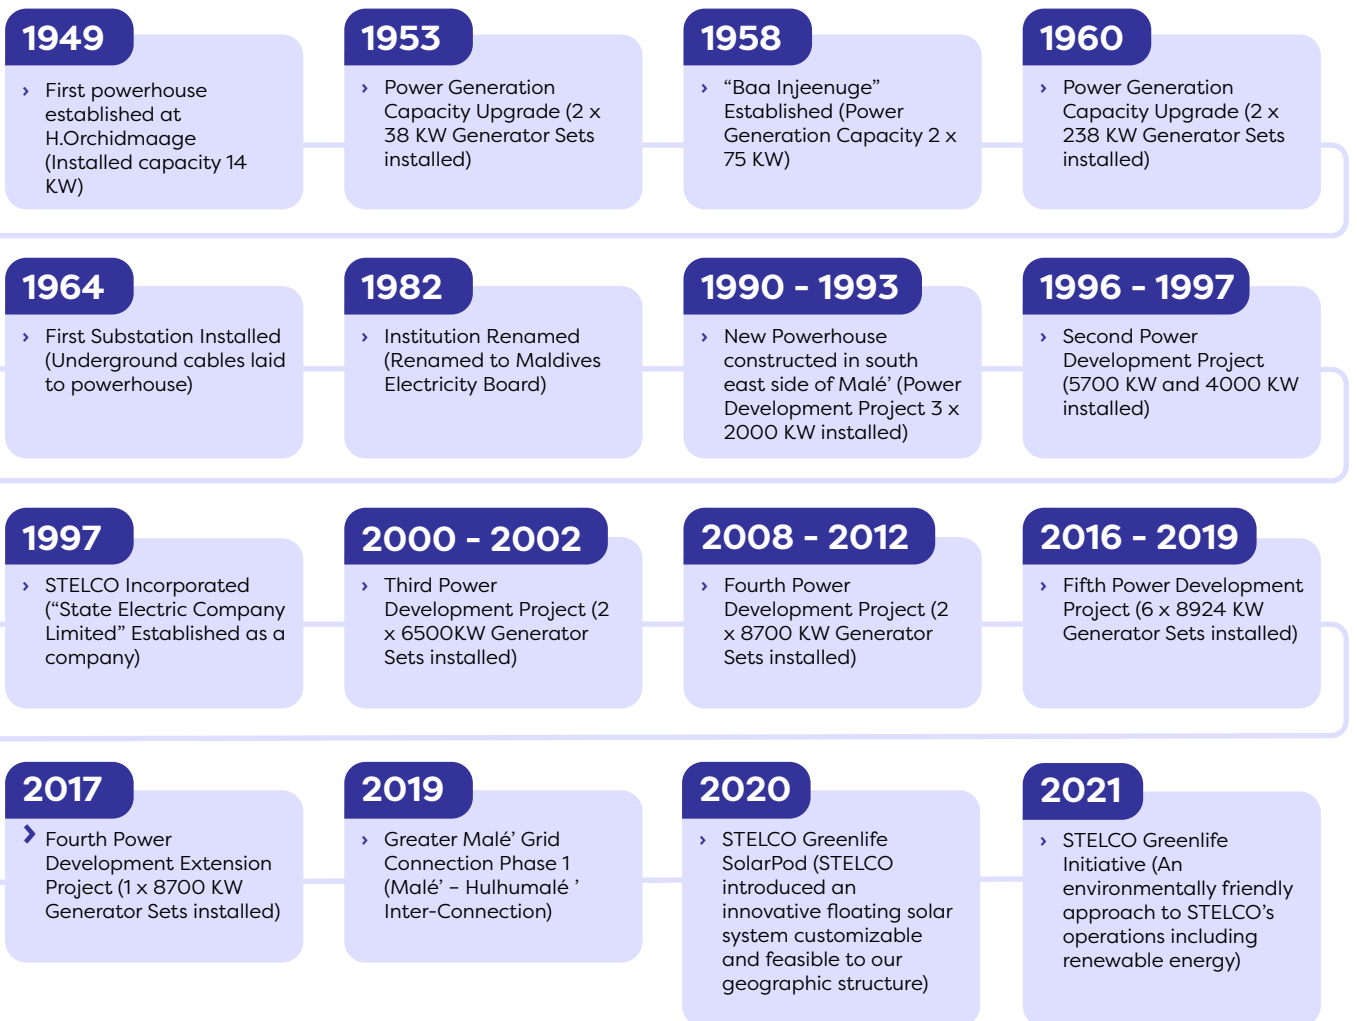 1949
› First powerhouse
established at
H.Orchidmaage
(Installed capacity 14
KW)
1953
› Power Generation
Capacity Upgrade (2 x
38 KW Generator Sets
installed)
1958
› “Baa Injeenuge”
Established (Power
Generation Capacity 2 x
75 KW)
1960
› Power Generation
Capacity Upgrade (2 x
238 KW Generator Sets
installed)
1964
› First Substation Installed
(Underground cables laid
to powerhouse)
1982
› Institution Renamed
(Renamed to Maldives
Electricity Board)
1990 - 1993
› New Powerhouse
constructed in south
east side of Malé’ (Power
Development Project 3 x
2000 KW installed)
1996 - 1997
› Second Power
Development Project
(5700 KW and 4000 KW
installed)
1997
› STELCO Incorporated
(“State Electric Company
Limited” Established as a
company)
2000 - 2002
› Third Power
Development Project (2
x 6500KW Generator
Sets installed)
2008 - 2012
› Fourth Power
Development Project (2
x 8700 KW Generator
Sets installed)
2016 - 2019
› Fifth Power Development
Project (6 x 8924 KW
Generator Sets installed)
2017
› Fourth Power
Development Extension
Project (1 x 8700 KW
Generator Sets installed)
2019
› Greater Malé’ Grid
Connection Phase 1
(Malé’ – Hulhumalé ’
Inter-Connection)
2020
› STELCO Greenlife
SolarPod (STELCO
introduced an
innovative floating solar
system customizable
and feasible to our
geographic structure)
2021
› STELCO Greenlife
Initiative (An
environmentally friendly
approach to STELCO’s
operations including
renewable energy)